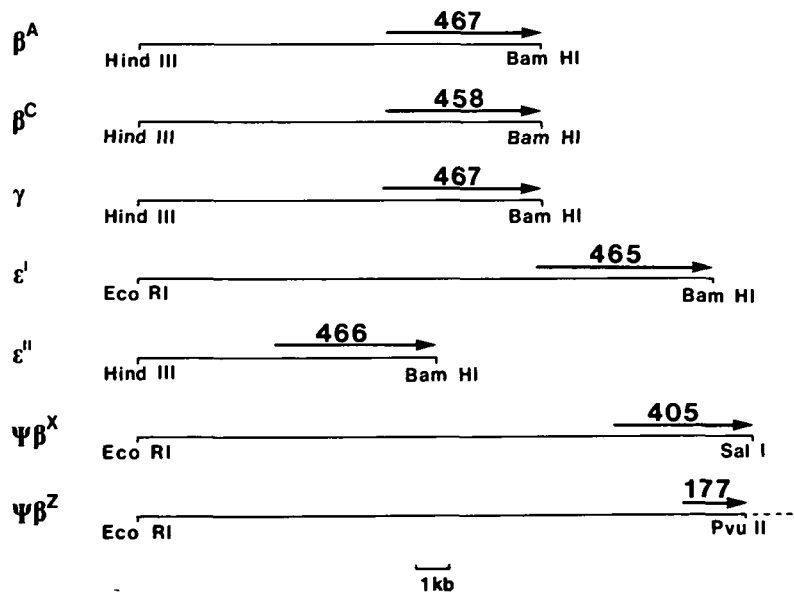 467
β^A
Hind III Bam HI
458
β^C
Hind III Bam HI
467
γ
Hind III Bam HI
465
ε^I
Eco RI Bam HI
466
ε^II
Hind III Bam HI
405
Ψβ^X
Eco RI Sal I
177
Ψβ^Z
Eco RI Pvu II
1kb